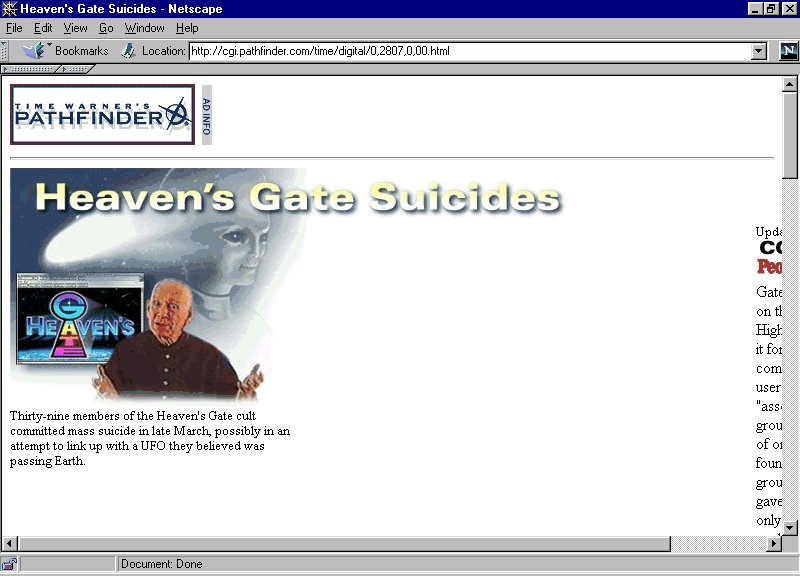 Heaven's Gate Suicides - Netscape
File Edit View Go Window Help
Bookmarks Location: http://cgi.pathfinder.com/time/digital/0,2807,0,00.html
N
TIME WARNER'S
PATHFINDER
AD INFO
Heaven's Gate Suicides
GATE
HEAVEN'S
Thirty-nine members of the Heaven's Gate cult
committed mass suicide in late March, possibly in an
attempt to link up with a UFO they believed was
passing Earth.
Upda
CO
Peo
Gate
on th
High
it for
com
user
"asse
grou
of or
foun
grou
gave
only
Document: Done